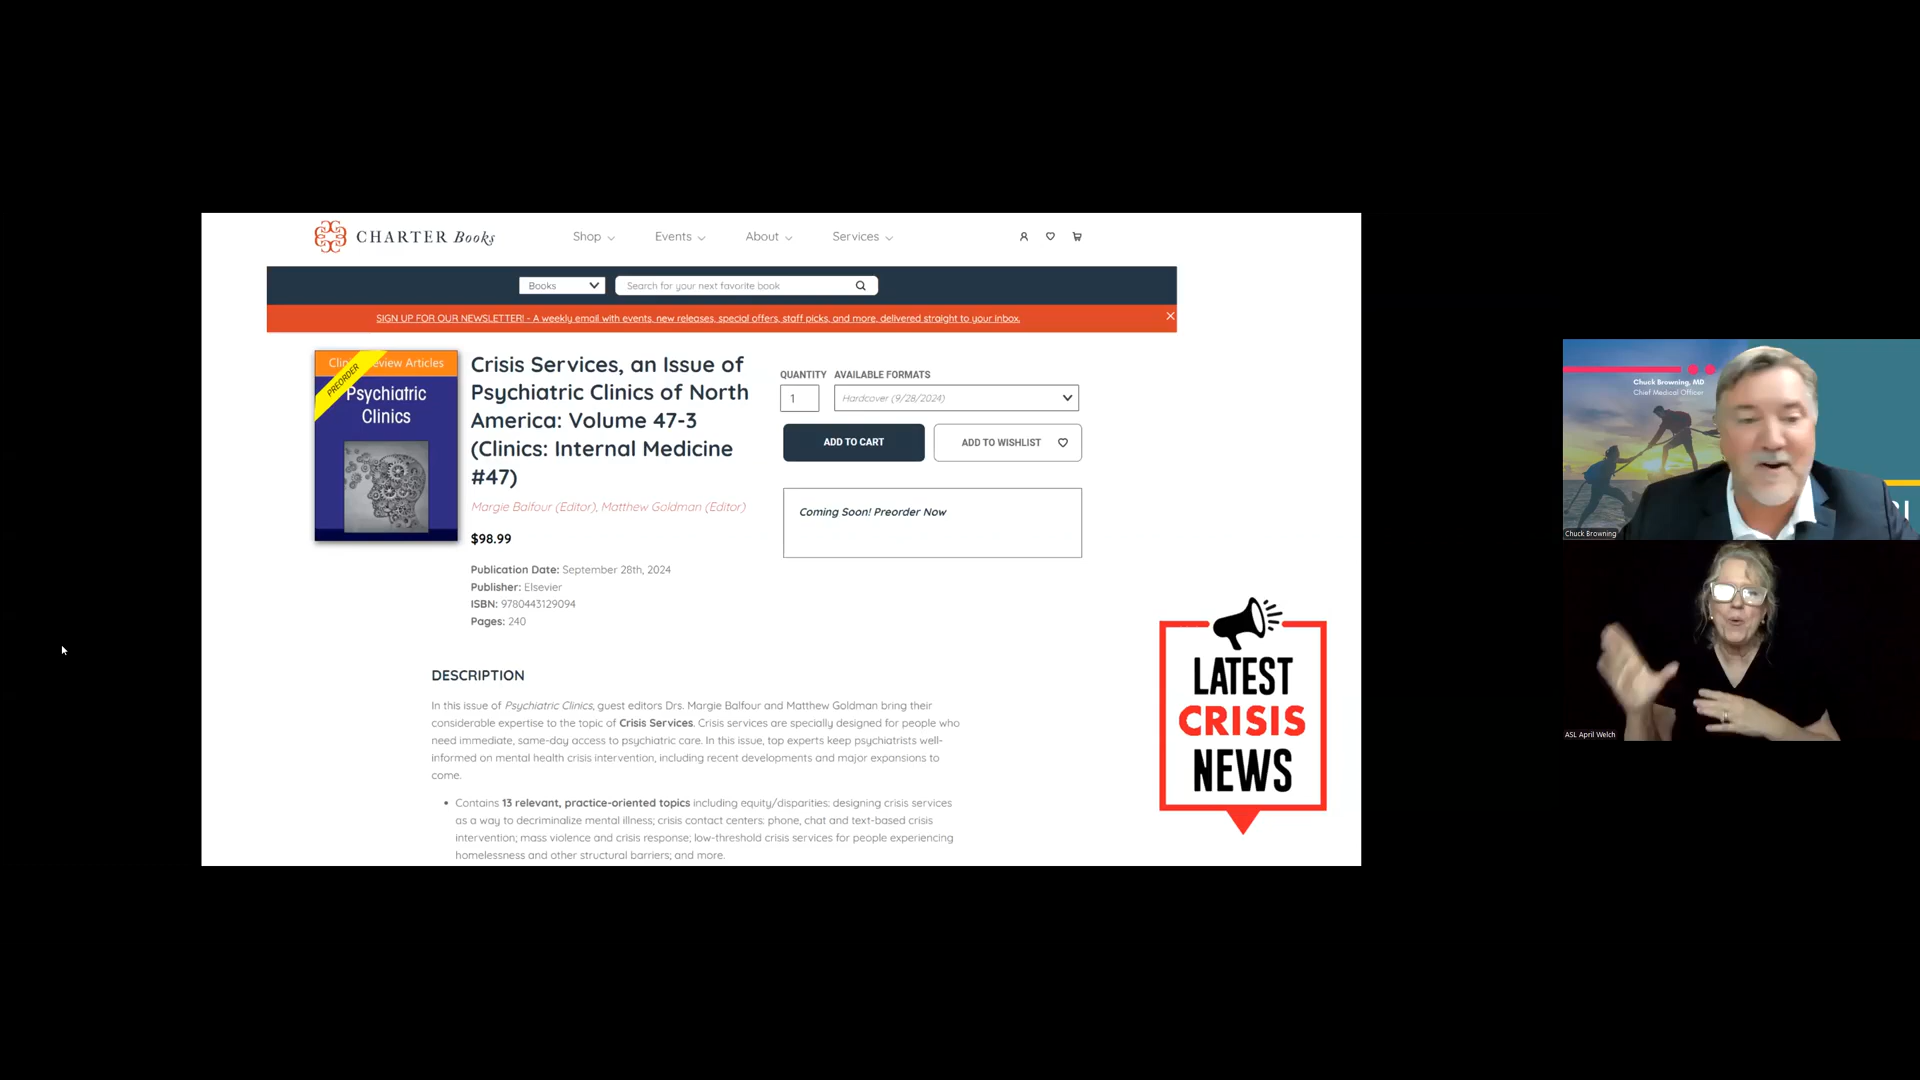 CHARTER Books
Shop
Events
About
Services
Books
Search for your next favorite book
SIGN UP FOR OUR NEWSLETTER! - A weekly email with events, new releases, special offers, staff picks, and more, delivered straight to your inbox.
PREORDER
Psychiatric
Clinics
Crisis Services, an Issue of
Psychiatric Clinics of North
America: Volume 47-3
(Clinics: Internal Medicine
#47)
Margie Balfour (Editor), Matthew Goldman (Editor)
$98.99
Publication Date: September 28th, 2024
Publisher: Elsevier
ISBN: 9780443129094
Pages: 240
QUANTITY
AVAILABLE FORMATS
1
Hardcover (9/28/2024)
ADD TO CART
ADD TO WISHLIST
Coming Soon! Preorder Now
DESCRIPTION
In this issue of Psychiatric Clinics, guest editors Drs. Margie Balfour and Matthew Goldman bring their
considerable expertise to the topic of Crisis Services. Crisis services are specially designed for people who
need immediate, same-day access to psychiatric care. In this issue, top experts keep psychiatrists well-
informed on mental health crisis intervention, including recent developments and major expansions to
come.
• Contains 13 relevant, practice-oriented topics including equity/disparities: designing crisis services
as a way to decriminalize mental illness; crisis contact centers: phone, chat and text-based crisis
intervention; mass violence and crisis response; low-threshold crisis services for people experiencing
homelessness and other structural barriers; and more.
LATEST
CRISIS
NEWS
Chuck Browning, MD
Chief Medical Officer
Chuck Browning
ASL April Welch